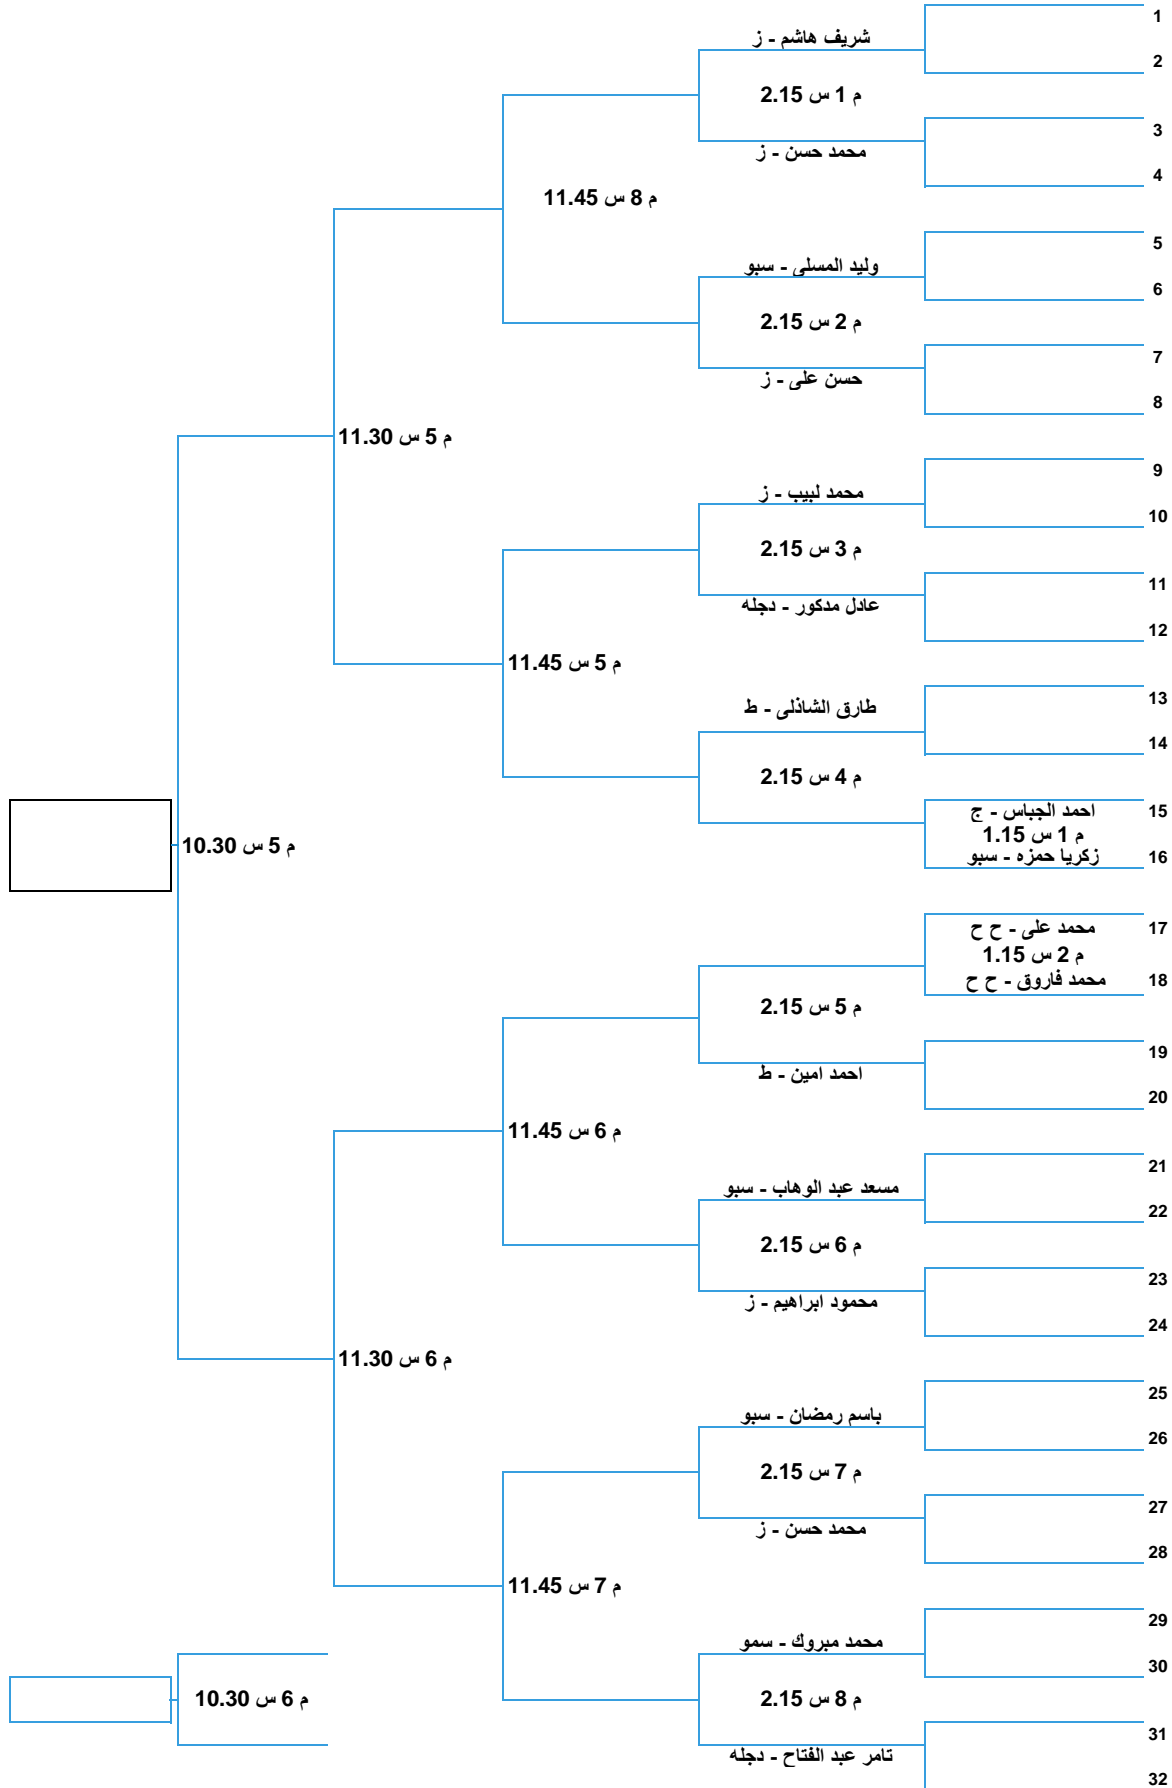 1
شريف هاشم - ز
2
م 1 س 2.15
3
محمد حسن - ز
4
م 8 س 11.45
5
وليد المسلى - سبو
6
م 2 س 2.15
7
حسن على - ز
8
م 5 س 11.30
9
محمد لبيب - ز
10
م 3 س 2.15
11
عادل مدكور - دجله
12
م 5 س 11.45
13
طارق الشاذلى - ط
14
م 4 س 2.15
15
احمد الجباس - ج
م 1 س 1.15
16
زكريا حمزه - سبو
م 5 س 10.30
17
محمد على - ح ح
م 2 س 1.15
18
محمد فاروق - ح ح
م 5 س 2.15
19
احمد امين - ط
20
م 6 س 11.45
21
مسعد عبد الوهاب - سبو
22
م 6 س 2.15
23
محمود ابراهيم - ز
24
م 6 س 11.30
25
باسم رمضان - سبو
26
م 7 س 2.15
27
محمد حسن - ز
28
م 7 س 11.45
29
محمد مبروك - سمو
30
م 8 س 2.15
م 6 س 10.30
31
تامر عبد الفتاح - دجله
32